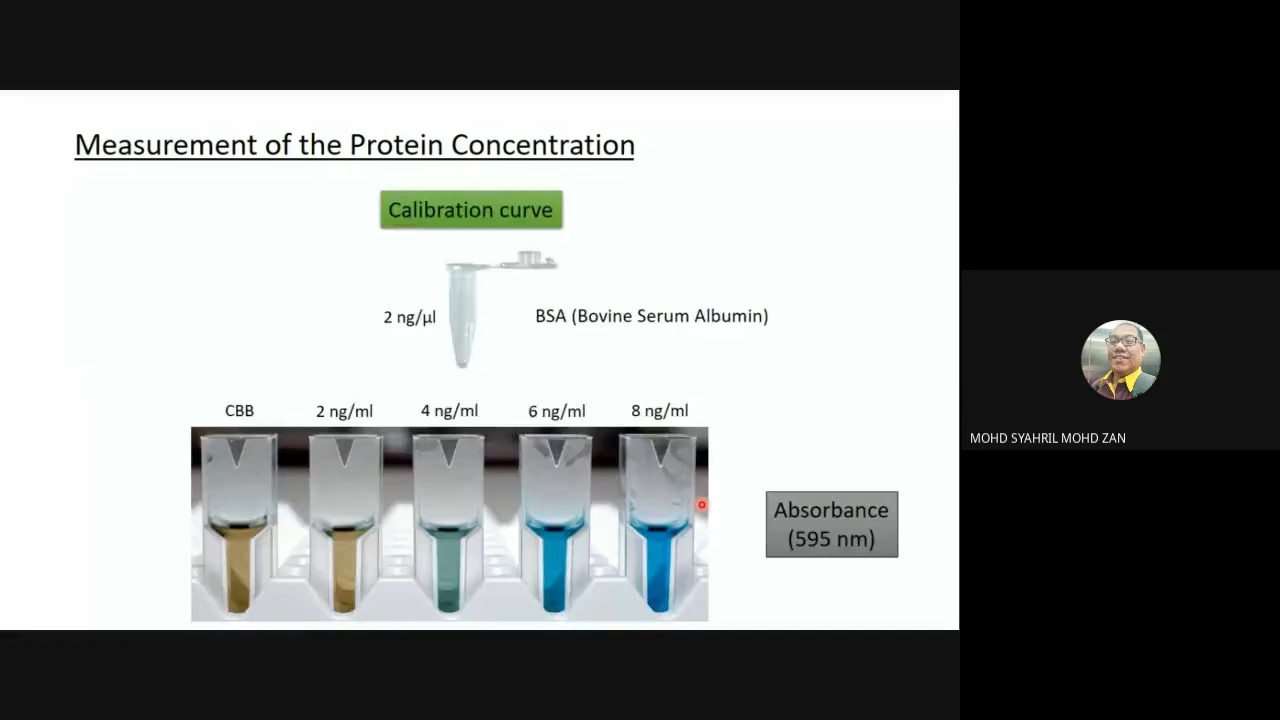 Measurement of the Protein Concentration
Calibration curve
2 ng/µl
BSA (Bovine Serum Albumin)
CBB
2 ng/ml
4 ng/ml
6 ng/ml
8 ng/ml
Absorbance
(595 nm)
MOHD SYAHRIL MOHD ZAN